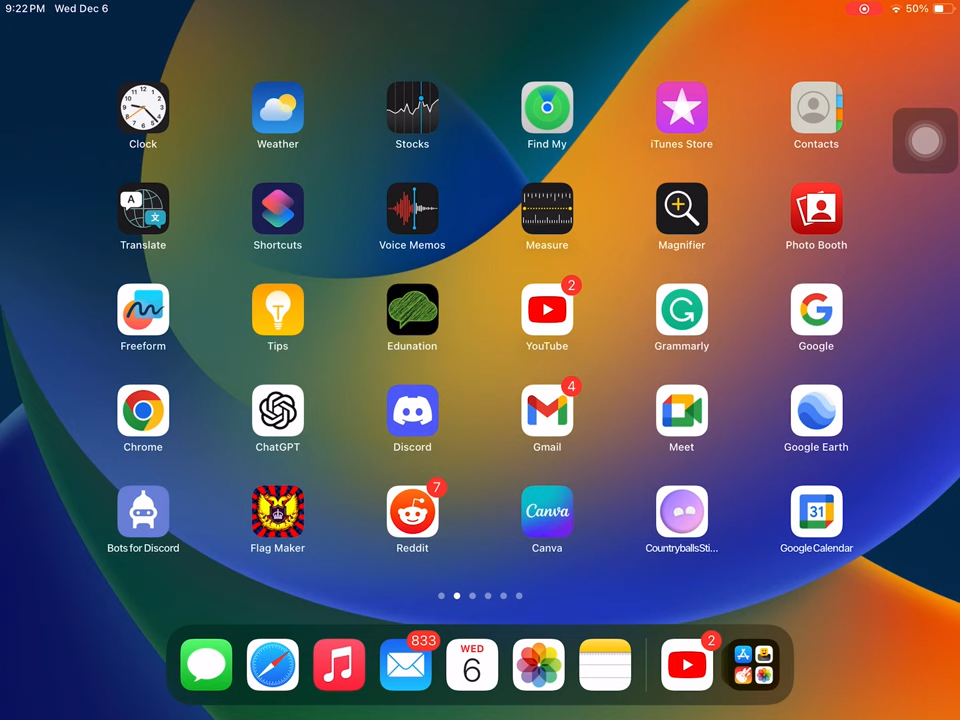 9:22 PM Wed Dec 6
50%
Clock
Weather
Stocks
Find My
iTunes Store
Contacts
Translate
Shortcuts
Voice Memos
Measure
Magnifier
Photo Booth
2
Freeform
Tips
Edunation
YouTube
Grammarly
Google
4
Chrome
ChatGPT
Discord
Gmail
Meet
Google Earth
7
Canva
31
Bots for Discord
Flag Maker
Reddit
Canva
CountryballsSti...
Google Calendar
833
2
WED
6